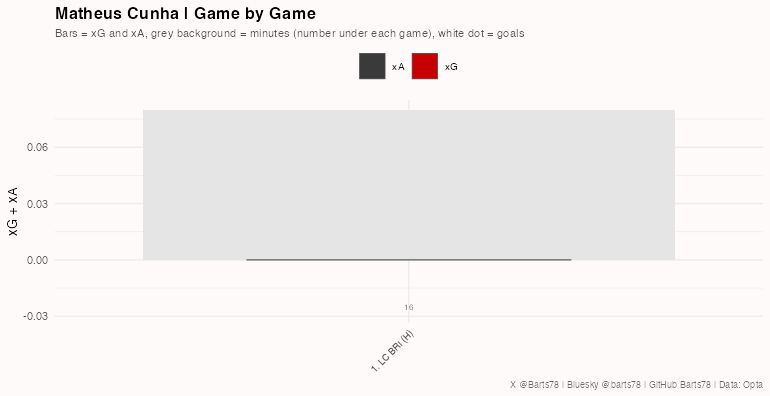 Matheus Cunha | Game by Game
Bars = xG and xA, grey background = minutes (number under each game), white dot = goals
xA xG
xG + xA
0.06
0.03
0.00
-0.03
16
1. LC BRI (H)
X @Barts78 | Bluesky @barts78 | GitHub Barts78 | Data: Opta